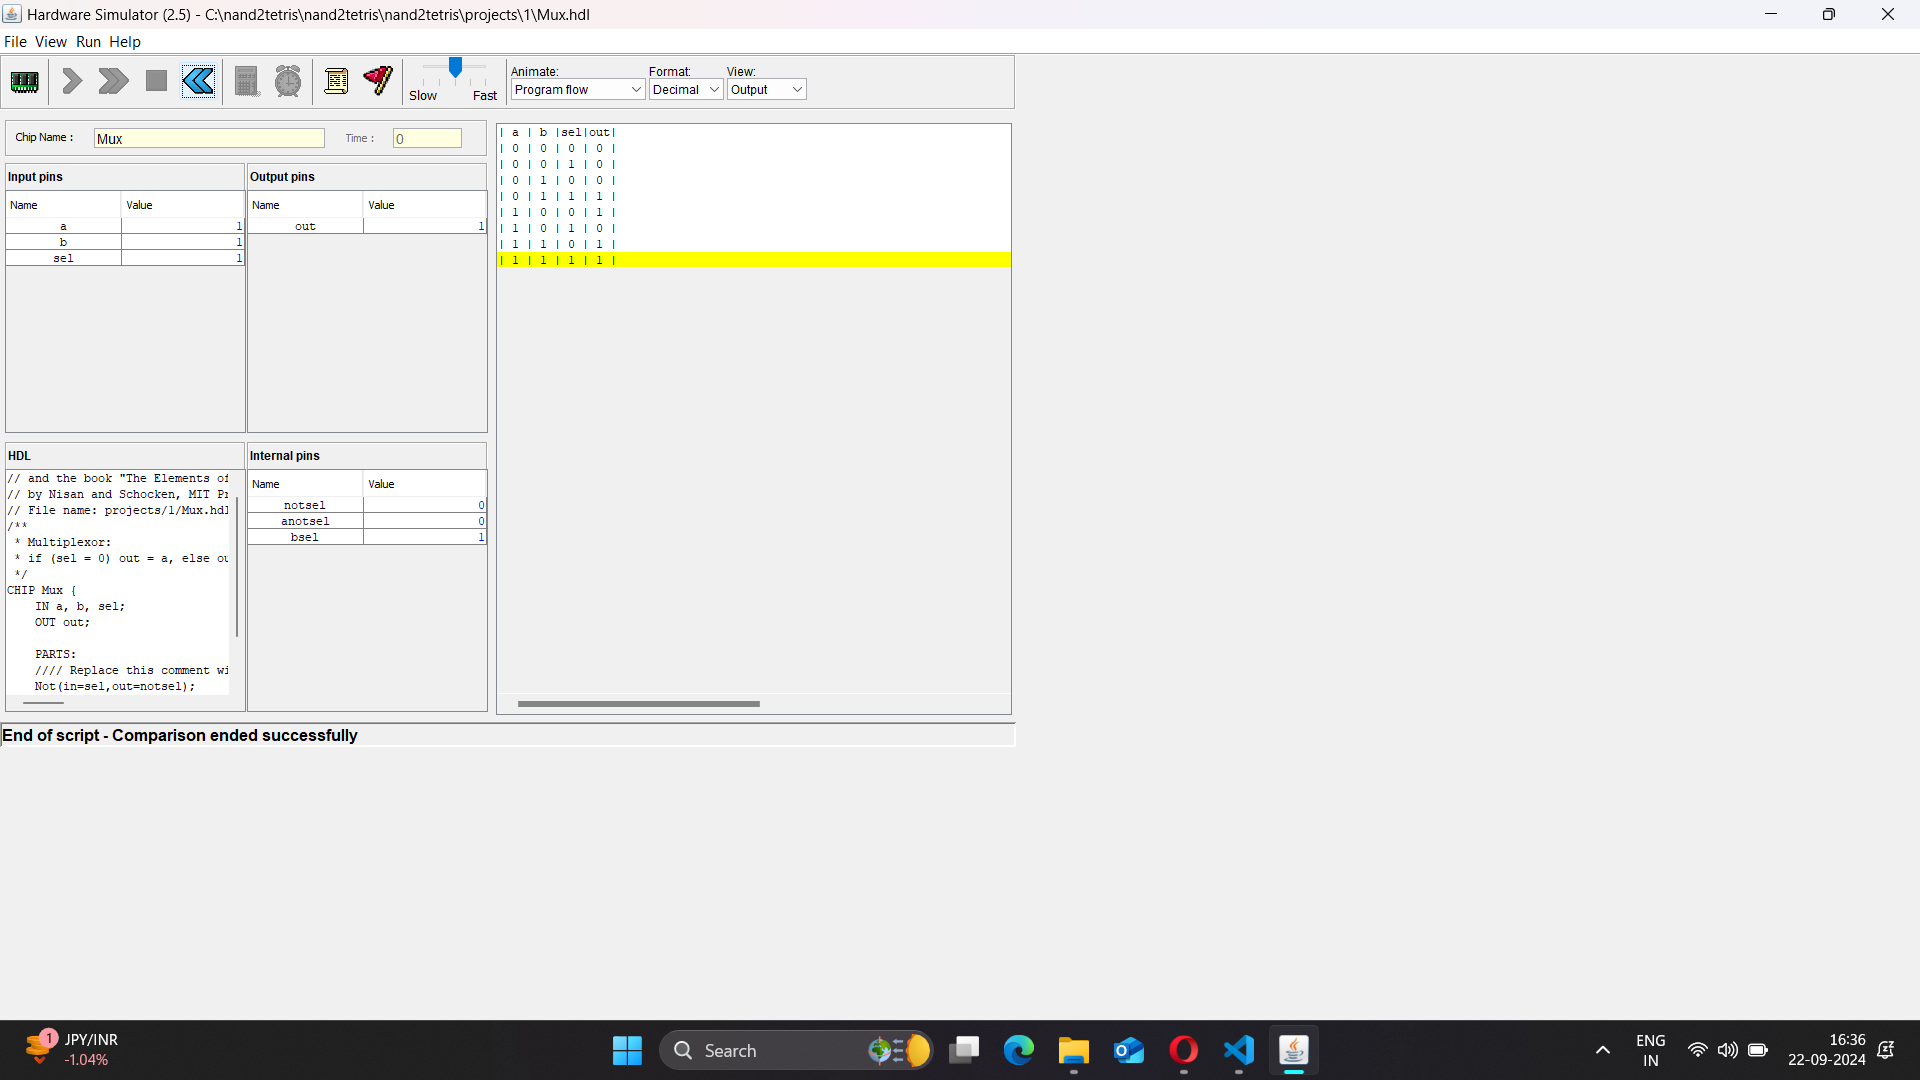 Hardware Simulator (2.5) - C:\nand2tetris\nand2tetris\nand2tetris\projects\1\Mux.hdl
File View Run Help
Slow Fast
Animate: Format: View:
Program flow Decimal Output
Chip Name : Mux Time : 0
Input pins
Name Value
a 1
b 1
sel 1
Output pins
Name Value
out 1
HDL
// and the book "The Elements of
// by Nisan and Schocken, MIT Pr
// File name: projects/1/Mux.hdl
/**
 * Multiplexor:
 * if (sel = 0) out = a, else ou
 */
CHIP Mux {
    IN a, b, sel;
    OUT out;
    PARTS:
    //// Replace this comment wi
    Not(in=sel,out=notsel);
Internal pins
Name Value
notsel 0
anotsel 0
bsel 1
| a | b |sel|out|
| 0 | 0 | 0 | 0 |
| 0 | 0 | 1 | 0 |
| 0 | 1 | 0 | 0 |
| 0 | 1 | 1 | 1 |
| 1 | 0 | 0 | 1 |
| 1 | 0 | 1 | 0 |
| 1 | 1 | 0 | 1 |
| 1 | 1 | 1 | 1 |
End of script - Comparison ended successfully
1
JPY/INR
-1.04%
Search
ENG
IN
16:36
22-09-2024